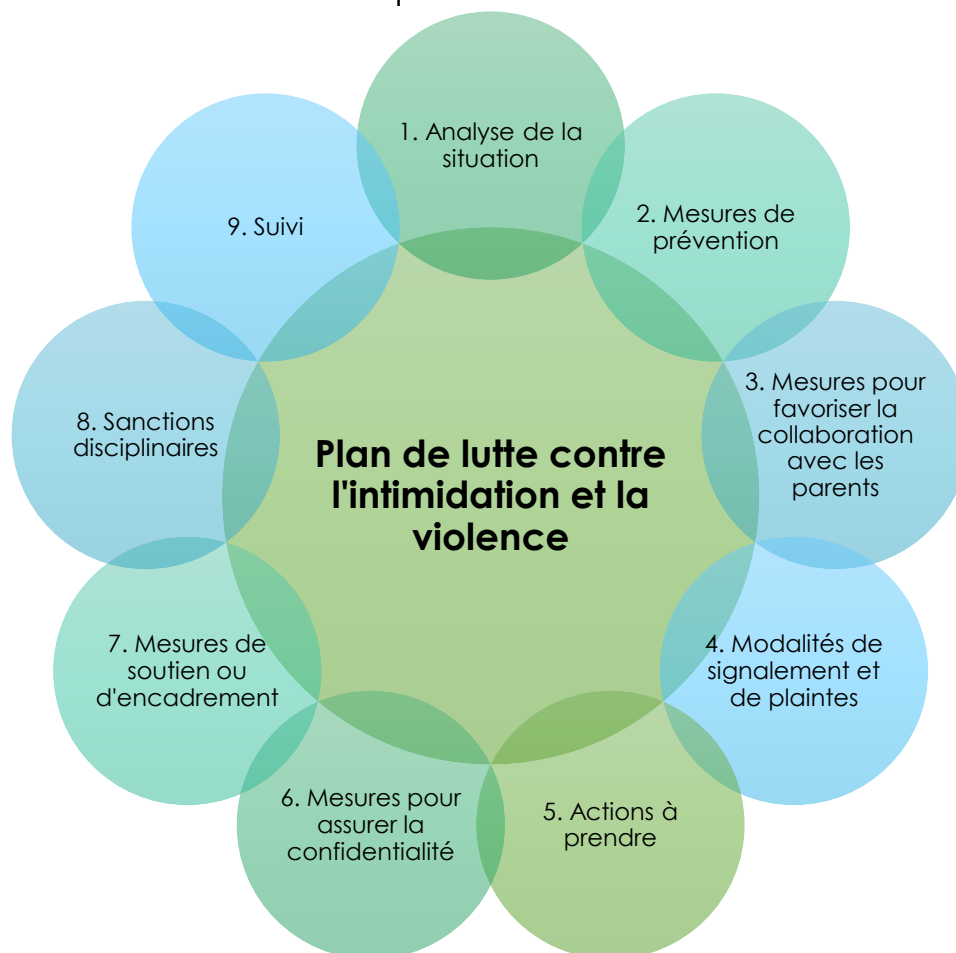 1. Analyse de la
situation
2. Mesures de
prévention
3. Mesures pour
favoriser la
collaboration
avec les
parents
4. Modalités de
signalement et
de plaintes
5. Actions à
prendre
6. Mesures pour
assurer la
confidentialité
7. Mesures de
soutien ou
d'encadrement
8. Sanctions
disciplinaires
9. Suivi
Plan de lutte contre
l'intimidation et la
violence